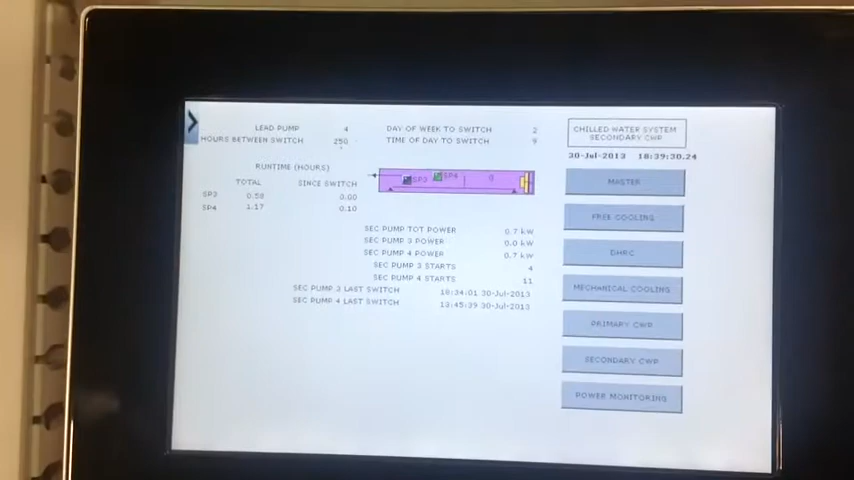 LEAD PUMP 4
HOURS BETWEEN SWITCH 250
DAY OF WEEK TO SWITCH 2
TIME OF DAY TO SWITCH 9
CHILLED WATER SYSTEM
SECONDARY CWP
30-Jul-2013 18:39:30.24
RUNTIME (HOURS)
TOTAL SINCE SWITCH
SP3 0.58 0.00
SP4 1.17 0.10
SP3 SP4 0
SEC PUMP TOT POWER 0.7 kW
SEC PUMP 3 POWER 0.0 kW
SEC PUMP 4 POWER 0.7 kW
SEC PUMP 3 STARTS 4
SEC PUMP 4 STARTS 11
SEC PUMP 3 LAST SWITCH 18:34:01 30-Jul-2013
SEC PUMP 4 LAST SWITCH 13:45:39 30-Jul-2013
MASTER
FREE COOLING
DHRC
MECHANICAL COOLING
PRIMARY CWP
SECONDARY CWP
POWER MONITORING